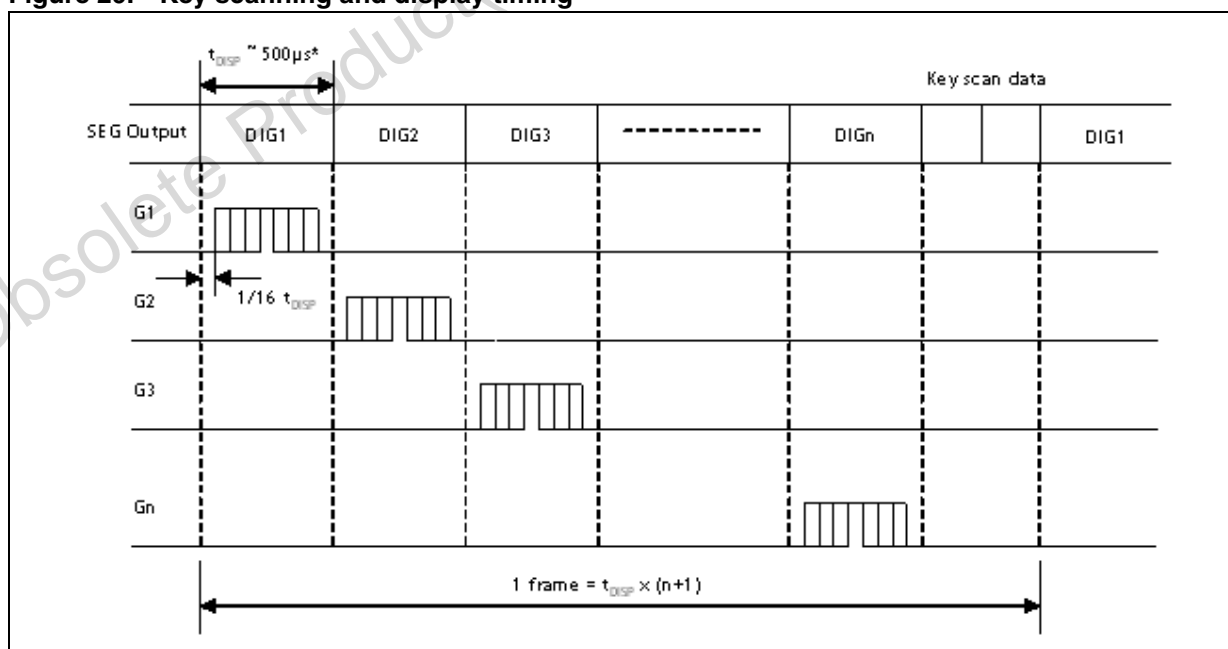 Figure 20. Key scanning and display timing
t_DISP ~ 500µs*
Key scan data
SEG Output DIG1 DIG2 DIG3 ------------ DIGn DIG1
G1
1/16 t_DISP
G2
G3
Gn
1 frame = t_DISP × (n+1)
Obsolete Product